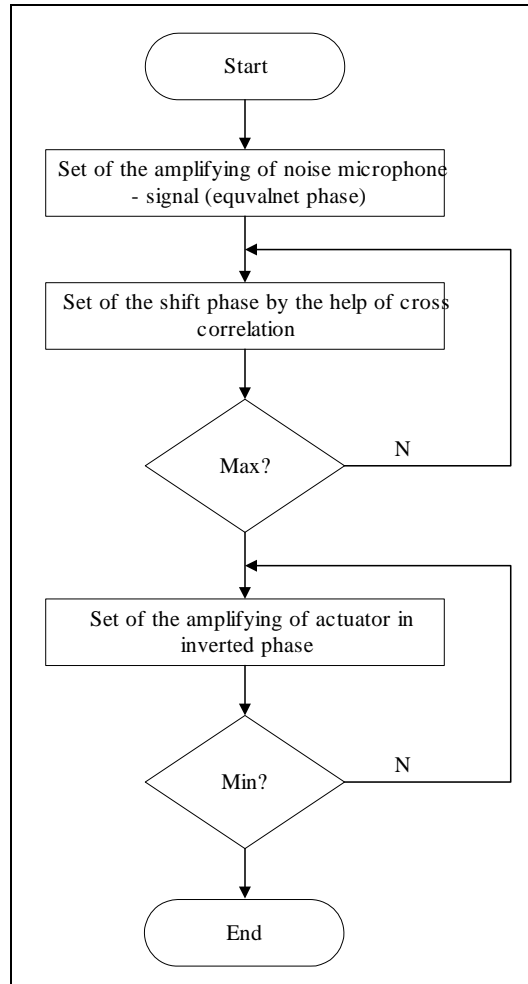 Start
Set of the amplifying of noise microphone
- signal (equvalnet phase)
Set of the shift phase by the help of cross
correlation
Max?
N
Set of the amplifying of actuator in
inverted phase
Min?
N
End